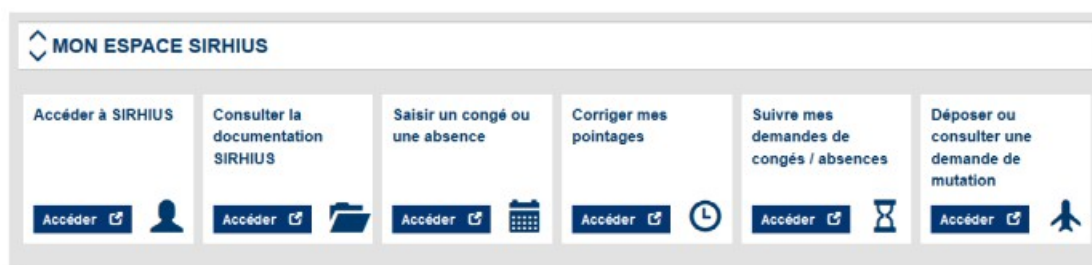 MON ESPACE SIRHIUS
Accéder à SIRHIUS
Accéder
Consulter la
documentation
SIRHIUS
Accéder
Saisir un congé ou
une absence
Accéder
Corriger mes
pointages
Accéder
Suivre mes
demandes de
congés / absences
Accéder
Déposer ou
consulter une
demande de
mutation
Accéder